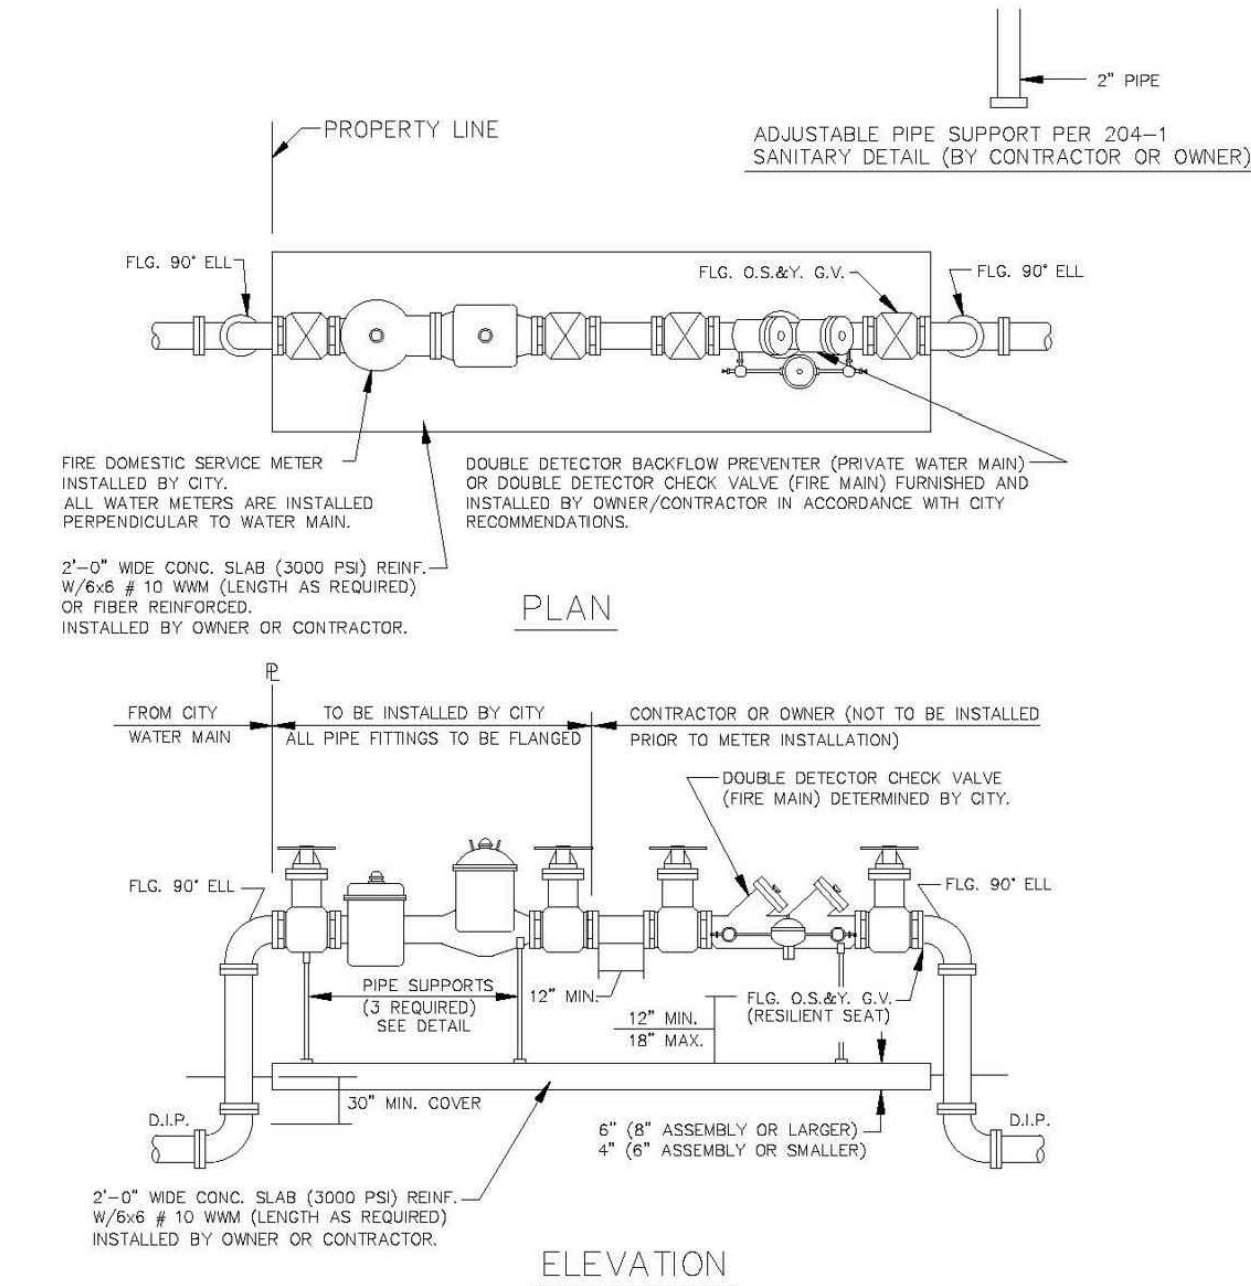 2" PIPE
ADJUSTABLE PIPE SUPPORT PER 204-1
SANITARY DETAIL (BY CONTRACTOR OR OWNER)
PROPERTY LINE
FLG. 90° ELL
FLG. O.S.&Y. G.V.
FLG. 90° ELL
FIRE DOMESTIC SERVICE METER
INSTALLED BY CITY.
ALL WATER METERS ARE INSTALLED
PERPENDICULAR TO WATER MAIN.
DOUBLE DETECTOR BACKFLOW PREVENTER (PRIVATE WATER MAIN)
OR DOUBLE DETECTOR CHECK VALVE (FIRE MAIN) FURNISHED AND
INSTALLED BY OWNER/CONTRACTOR IN ACCORDANCE WITH CITY
RECOMMENDATIONS.
2'-0" WIDE CONC. SLAB (3000 PSI) REINF.
W/6x6 # 10 WWM (LENGTH AS REQUIRED)
OR FIBER REINFORCED.
INSTALLED BY OWNER OR CONTRACTOR.
PLAN
PL
FROM CITY
WATER MAIN
TO BE INSTALLED BY CITY
ALL PIPE FITTINGS TO BE FLANGED
CONTRACTOR OR OWNER (NOT TO BE INSTALLED
PRIOR TO METER INSTALLATION)
DOUBLE DETECTOR CHECK VALVE
(FIRE MAIN) DETERMINED BY CITY.
FLG. 90° ELL
FLG. 90° ELL
PIPE SUPPORTS
(3 REQUIRED)
SEE DETAIL
12" MIN.
12" MIN.
18" MAX.
FLG. O.S.&Y. G.V.
(RESILIENT SEAT)
30" MIN. COVER
D.I.P.
D.I.P.
6" (8" ASSEMBLY OR LARGER)
4" (6" ASSEMBLY OR SMALLER)
2'-0" WIDE CONC. SLAB (3000 PSI) REINF.
W/6x6 # 10 WWM (LENGTH AS REQUIRED)
INSTALLED BY OWNER OR CONTRACTOR.
ELEVATION